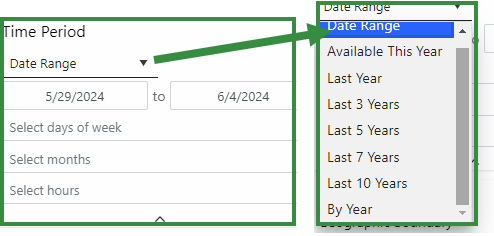 Time Period
Date Range
5/29/2024 to 6/4/2024
Select days of week
Select months
Select hours
Date Range
Date Range
Available This Year
Last Year
Last 3 Years
Last 5 Years
Last 7 Years
Last 10 Years
By Year
Geographic Boundary